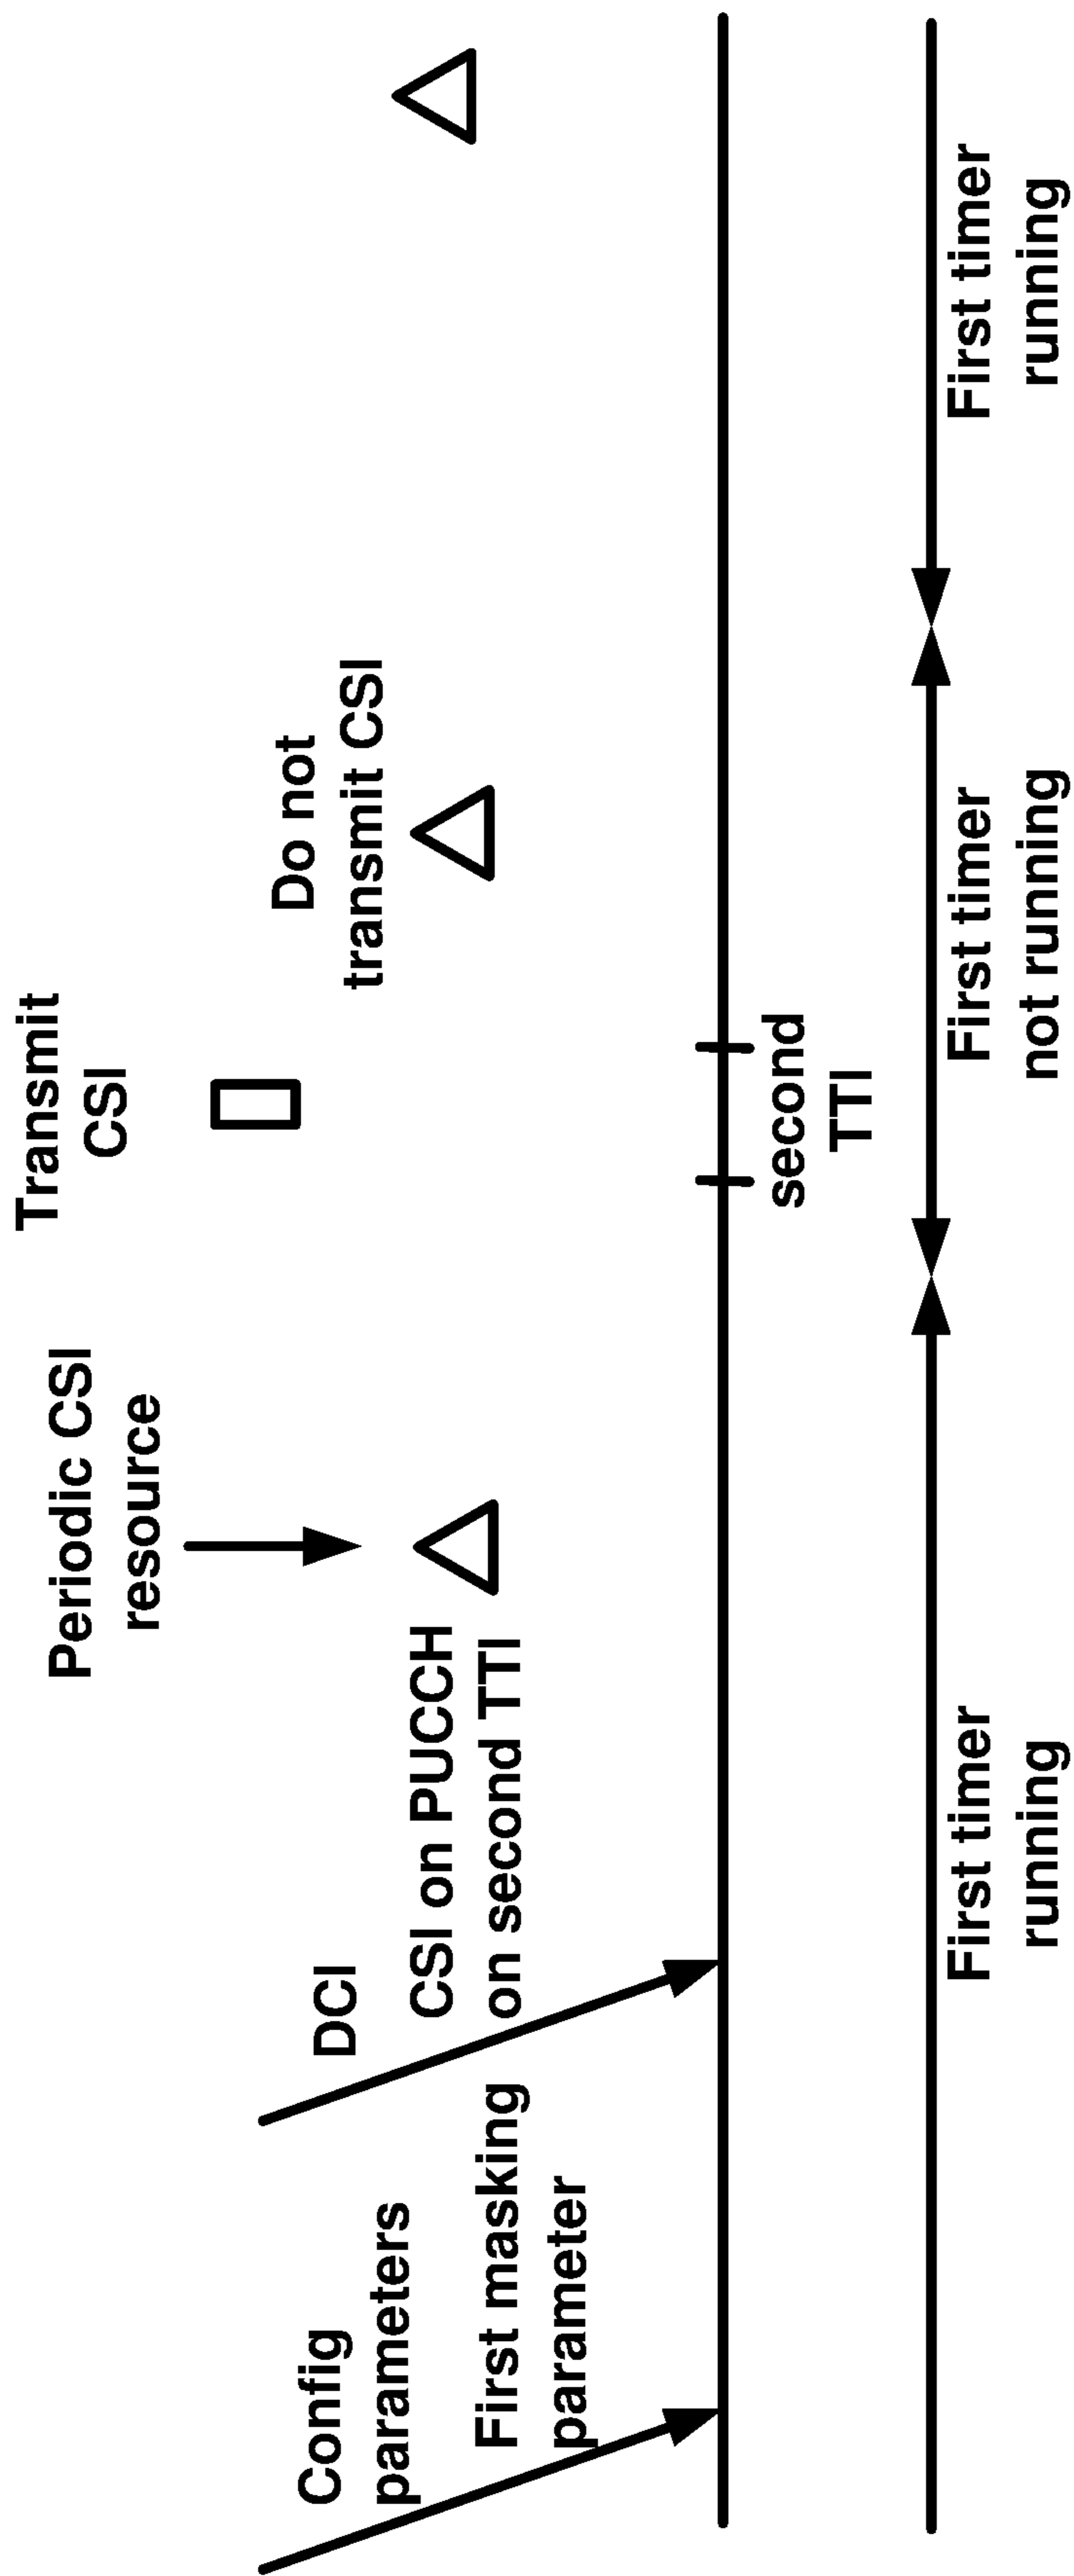 Config
parameters
First masking
parameter
DCI
CSI on PUCCH
on second TTI
Periodic CSI
resource
Transmit
CSI
Do not
transmit CSI
second
TTI
First timer
running
First timer
not running
First timer
running